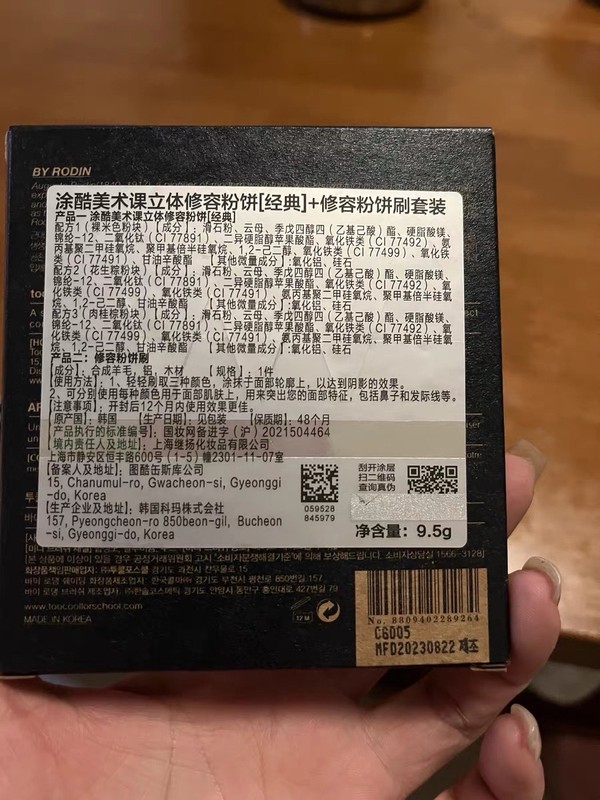 BY RODIN
涂酷美术课立体修容粉饼[经典]+修容粉饼刷套装
产品一 涂酷美术课立体修容粉饼[经典]
配方1（裸米色粉块）[成分]：滑石粉、云母、季戊四醇四（乙基己酸）酯、硬脂酸镁、
锦纶-12、二氧化钛（CI 77891）、二异硬脂醇苹果酸酯、氧化铁类（CI 77492）、氨
丙基聚二甲硅氧烷、聚甲基倍半硅氧烷、1,2-己二醇、氧化铁类（CI 77499）、氧化铁
类（CI 77491）、甘油辛酸酯 【其他微量成分】:氧化铝、硅石
配方2（花生棕粉块）[成分]：滑石粉、云母、季戊四醇四（乙基己酸）酯、硬脂酸镁、
锦纶-12、二氧化钛（CI 77891）、二异硬脂醇苹果酸酯、氧化铁类（CI 77492）、氧
化铁类（CI 77499）、氧化铁类（CI 77491）、氨丙基聚二甲硅氧烷、聚甲基倍半硅氧
烷、1,2-己二醇、甘油辛酸酯 【其他微量成分】:氧化铝、硅石
配方3（肉桂棕粉块）[成分]：滑石粉、云母、季戊四醇四（乙基己酸）酯、硬脂酸镁、
锦纶-12、二氧化钛（CI 77891）、二异硬脂醇苹果酸酯、氧化铁类（CI 77492）、氧
化铁类（CI 77499）、氧化铁类（CI 77491）、氨丙基聚二甲硅氧烷、聚甲基倍半硅氧
烷、1,2-己二醇、甘油辛酸酯 【其他微量成分】:氧化铝、硅石
产品二：修容粉饼刷
[成分]：合成羊毛，铝，木材 【规格】：1件
[使用方法]：1、轻轻刷取三种颜色，涂抹于面部轮廓上，以达到阴影的效果。
2、可分别使用每种颜色用于面部肌肤上，用来突出您的面部特征，包括鼻子和发际线等。
[注意事项]：开封后12个月内使用效果更佳。
[原产国]：韩国 【生产日期】：见包装 【保质期】：48个月
[产品执行的标准编号]：国妆网备进字（沪）2021504464
[境内责任人及地址]：上海继扬化妆品有限公司
上海市静安区恒丰路600号（1-5）幢2301-11-07室
[备案人及地址]：图酷缶斯库公司
15, Chanumul-ro, Gwacheon-si, Gyeonggi
-do, Korea
[生产企业及地址]：韩国科玛株式会社
157, Pyeongcheon-ro 850beon-gil, Bucheon
-si, Gyeonggi-do, Korea
059528
845979
刮开涂层
扫二维码
查询真伪
净含量：9.5g
www.toocoolforschool.com
MADE IN KOREA
12 M
No. 8809402289264
C6005
MFD20230822 제조